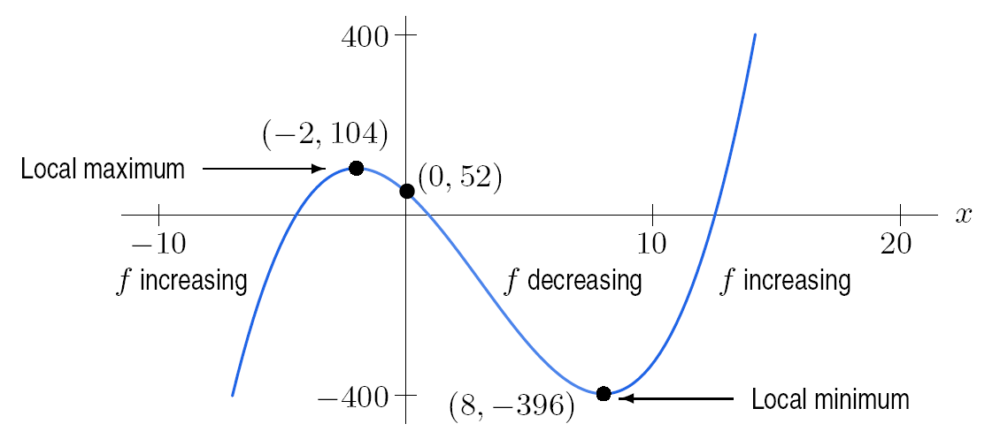 400
(−2, 104)
Local maximum
(0, 52)
x
−10
10
20
f increasing
f decreasing
f increasing
−400
(8, −396)
Local minimum